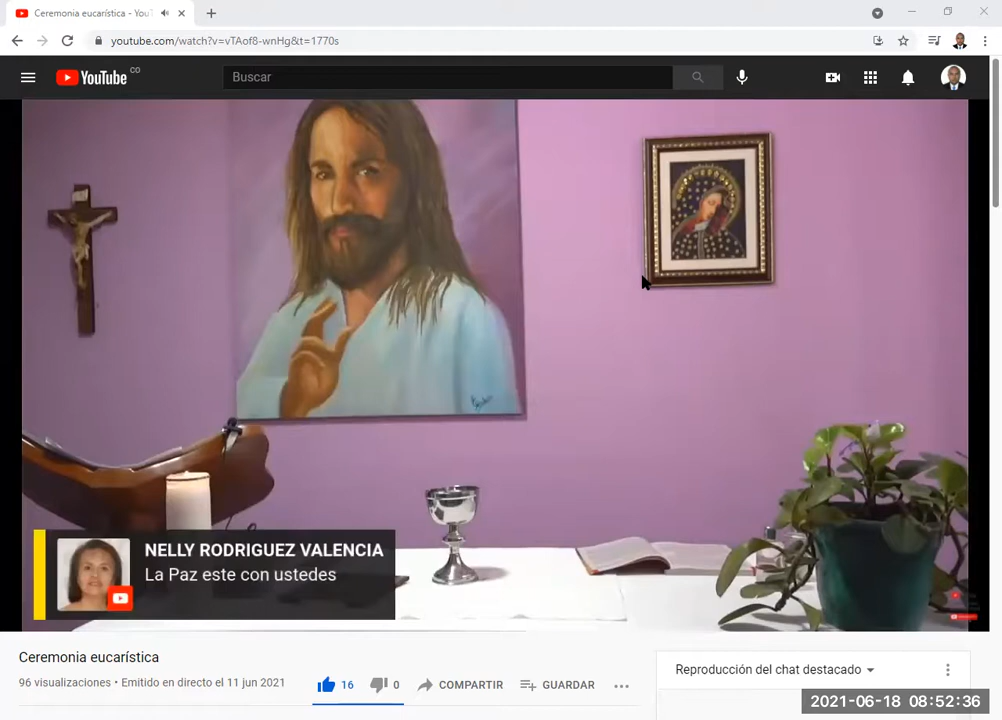 Ceremonia eucarística - You
youtube.com/watch?v=vTAof8-wnHg&t=1770s
YouTube CO
Buscar
NELLY RODRIGUEZ VALENCIA
La Paz este con ustedes
Ceremonia eucarística
96 visualizaciones • Emitido en directo el 11 jun 2021
16
0
COMPARTIR
GUARDAR
Reproducción del chat destacado
2021-06-18 08:52:36